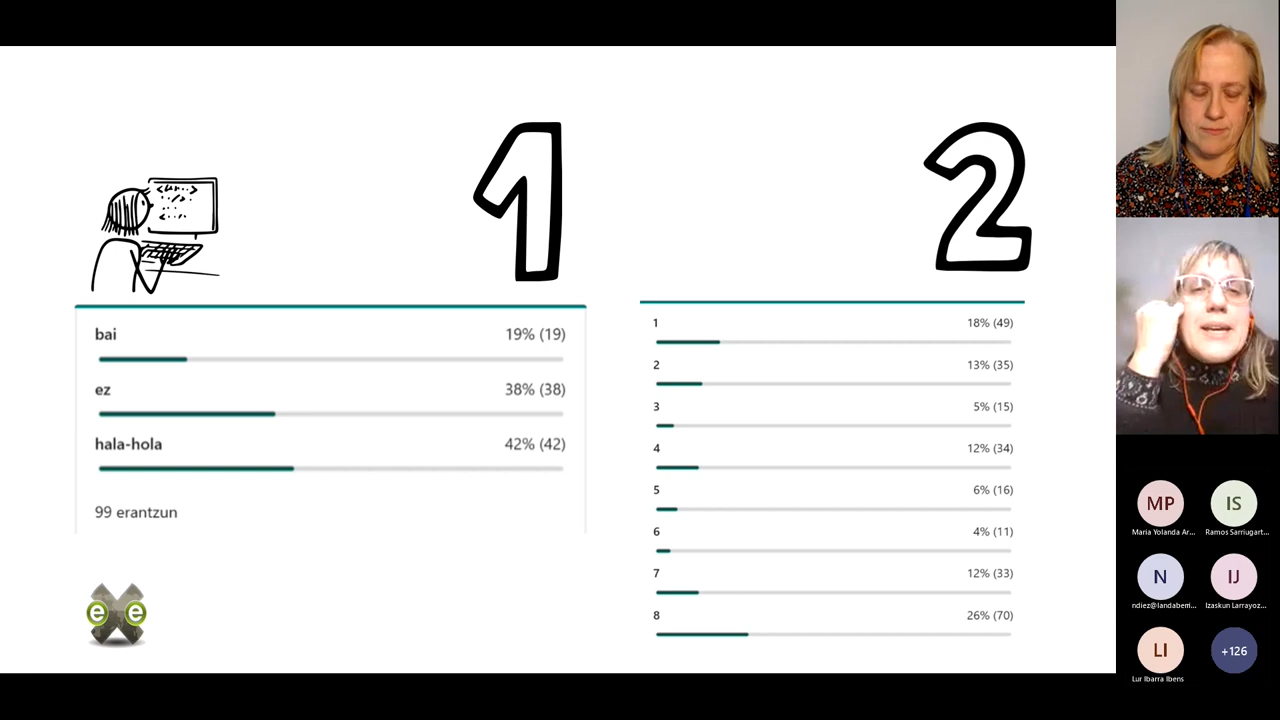 1
2
bai 19% (19)
ez 38% (38)
hala-hola 42% (42)
99 erantzun
exe
1 18% (49)
2 13% (35)
3 5% (15)
4 12% (34)
5 6% (16)
6 4% (11)
7 12% (33)
8 26% (70)
MP IS
Maria Yolanda Ar... Ramos Sarriugart...
N IJ
Izaskun Larrayoz...
LI +126
Lur Ibarra Ibens